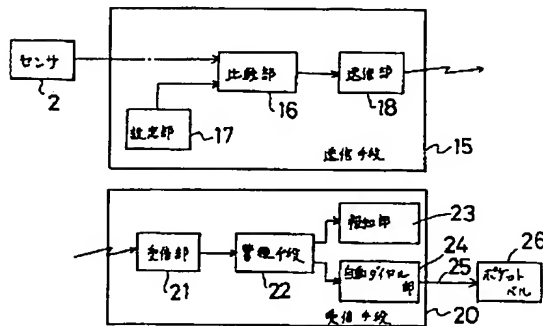 センサ
2
比較部
16
設定部
17
送信部
18
送信手段
15
受信部
21
管理手段
22
報知部
23
自動ダイヤル部
24
25
ポケットベル
26
受信手段
20